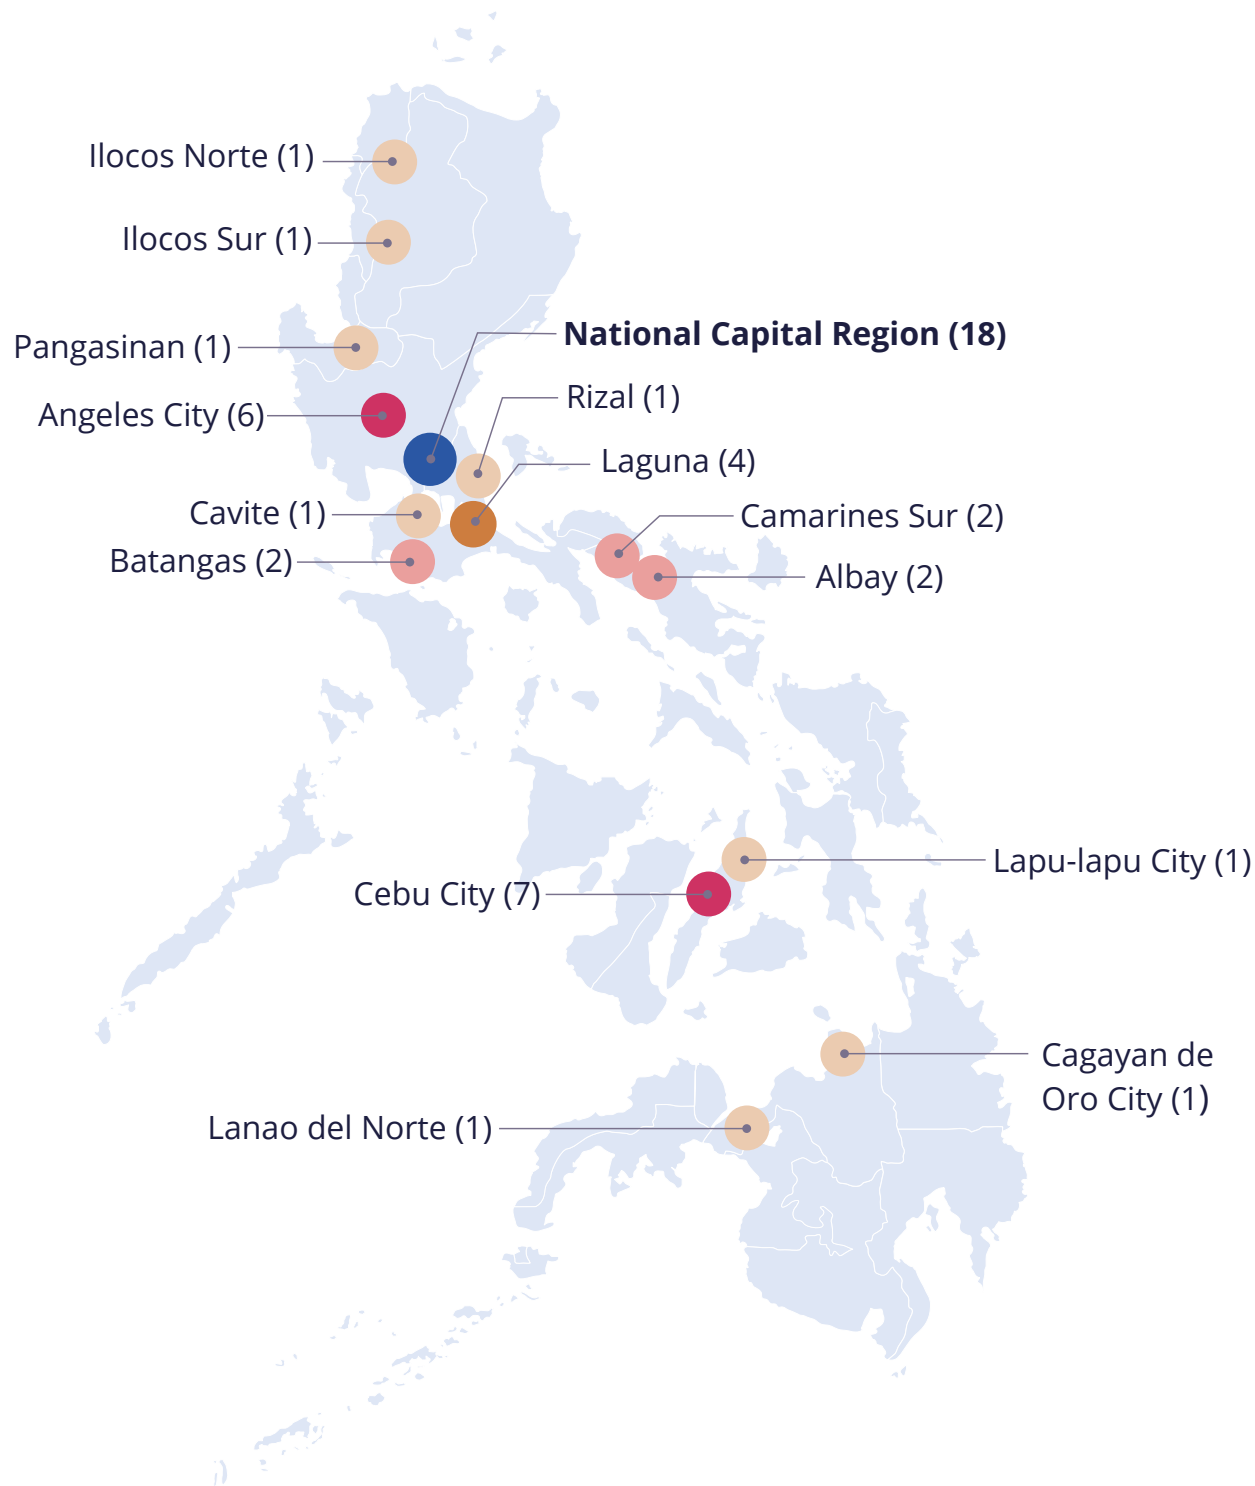 Ilocos Norte (1)
Ilocos Sur (1)
National Capital Region (18)
Pangasinan (1)
Rizal (1)
Angeles City (6)
Laguna (4)
Cavite (1)
Camarines Sur (2)
Batangas (2)
Albay (2)
Lapu-lapu City (1)
Cebu City (7)
Cagayan de
Oro City (1)
Lanao del Norte (1)